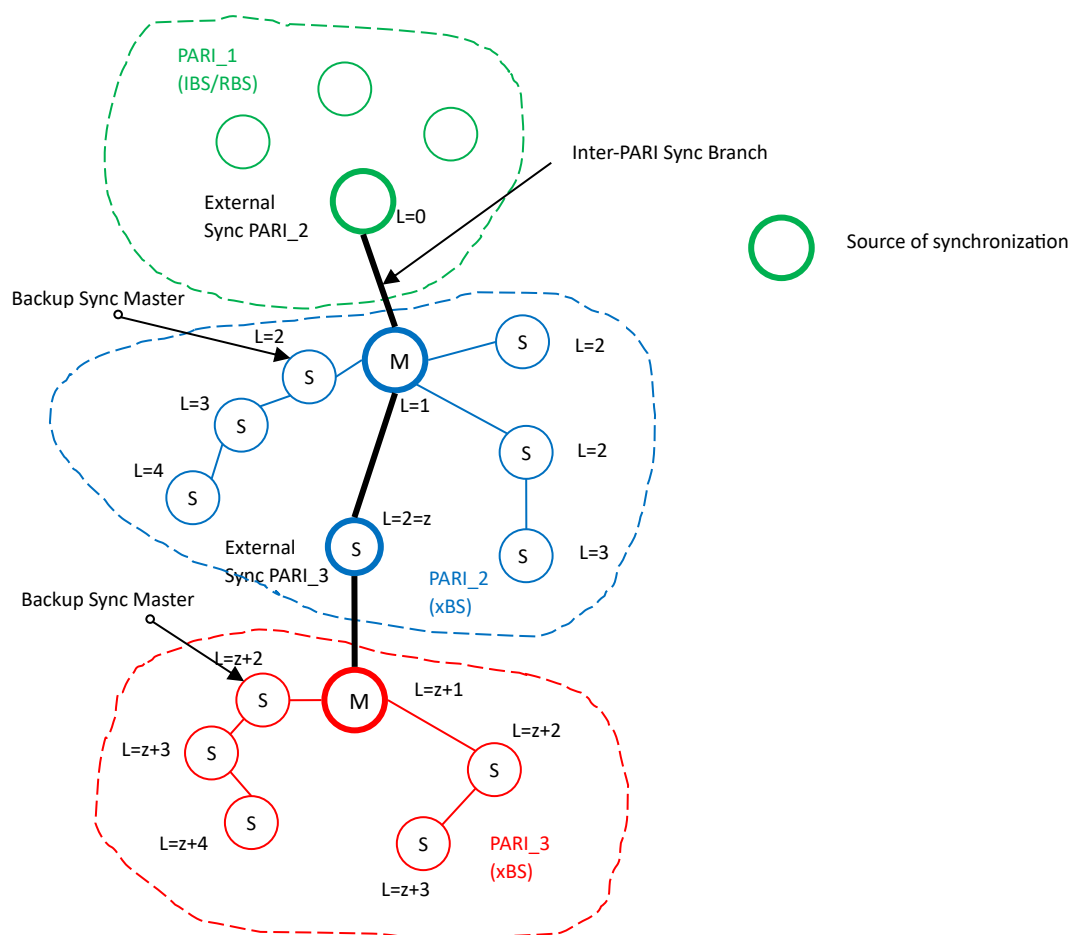 PARI_1
(IBS/RBS)
Inter-PARI Sync Branch
External
Sync PARI_2
L=0
Source of synchronization
Backup Sync Master
L=2
S
M
S
L=2
L=1
L=3
S
S
L=2
L=4
S
L=2=z
S
External
Sync PARI_3
S
L=3
PARI_2
(xBS)
Backup Sync Master
L=z+2
S
M
L=z+1
L=z+2
L=z+3
S
S
S
L=z+4
S
PARI_3
(xBS)
L=z+3